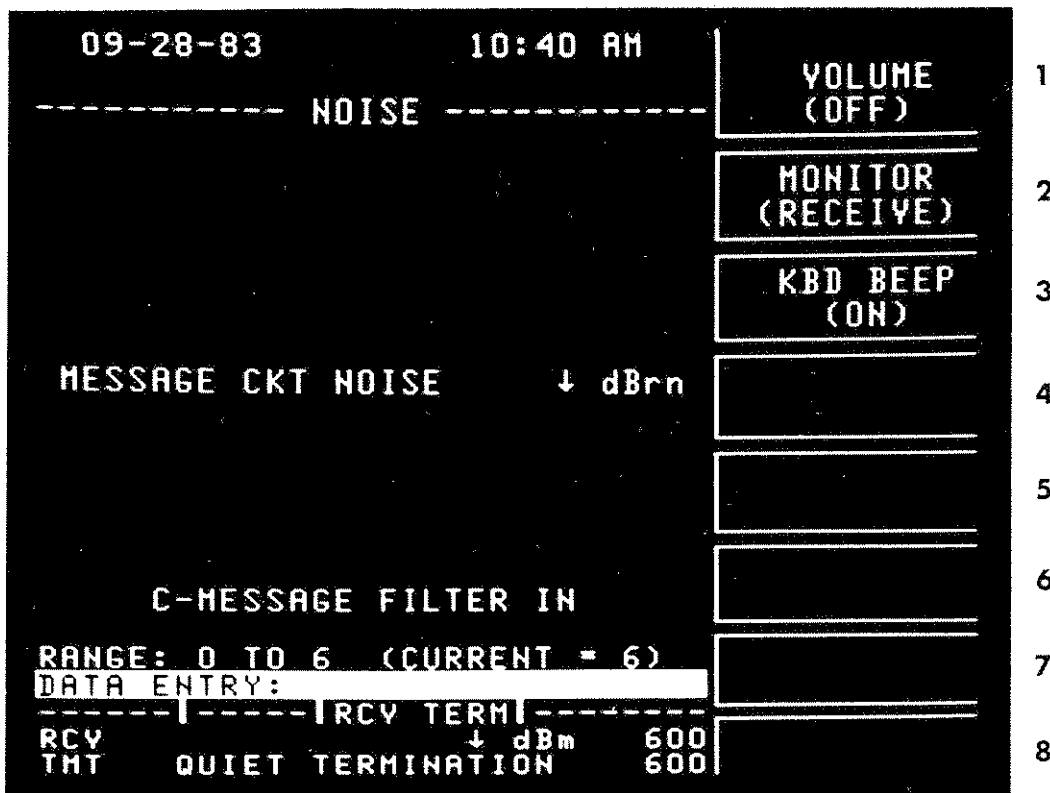 09-28-83 10:40 AM
------------ NOISE ------------
MESSAGE CKT NOISE ↓ dBrn
C-MESSAGE FILTER IN
RANGE: 0 TO 6 (CURRENT = 6)
DATA ENTRY:
RCV TERM
RCV ↓ dBm 600
TMT QUIET TERMINATION 600
VOLUME
(OFF)
MONITOR
(RECEIVE)
KBD BEEP
(ON)
1
2
3
4
5
6
7
8